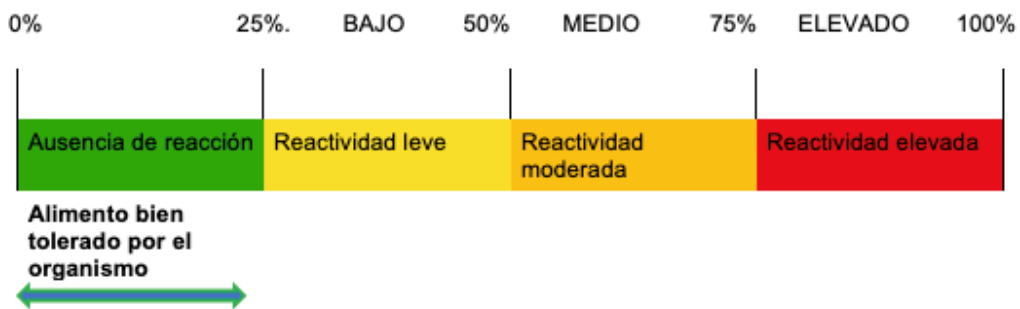 0% 25%. BAJO 50% MEDIO 75% ELEVADO 100%
Ausencia de reacción Reactividad leve Reactividad moderada Reactividad elevada
Alimento bien
tolerado por el
organismo